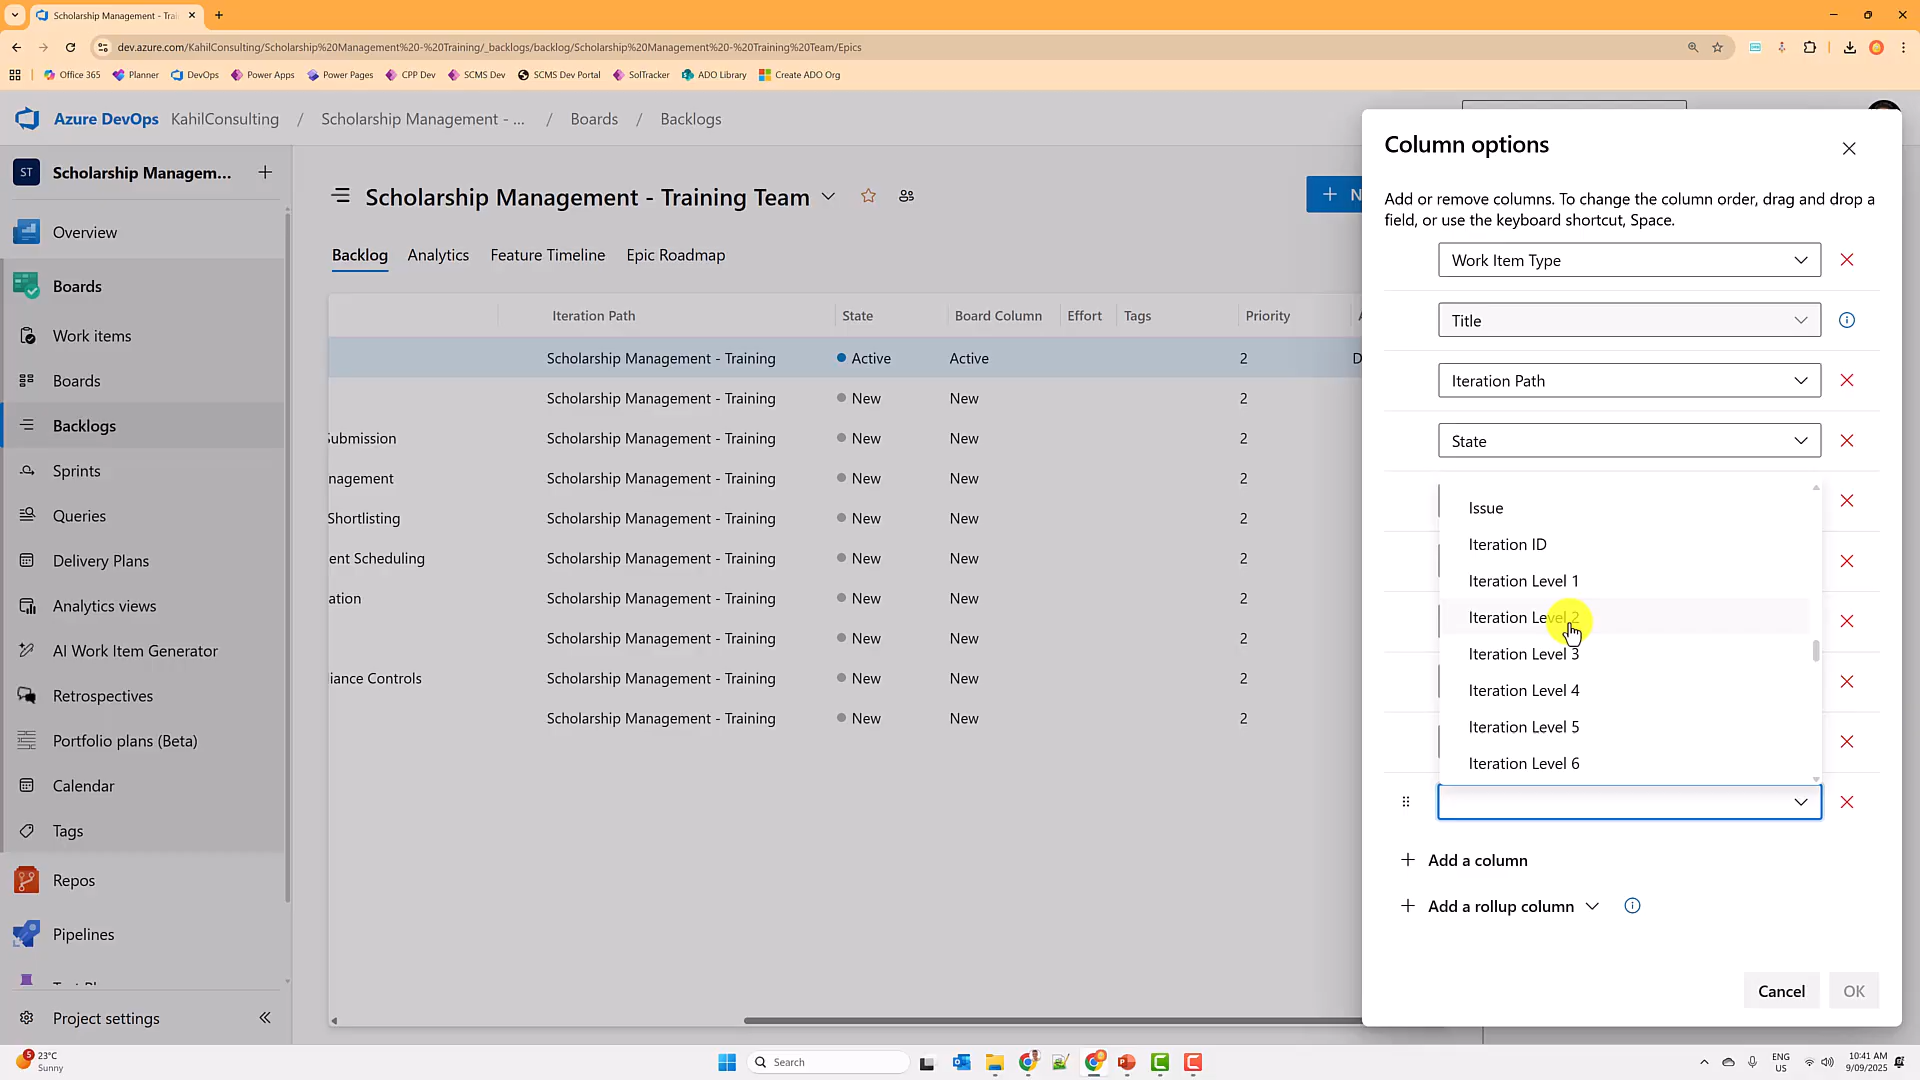 Scholarship Management - Trai
dev.azure.com/KahilConsulting/Scholarship%20Management%20-%20Training/_backlogs/backlog/Scholarship%20Management%20-%20Training%20Team/Epics
Office 365
Planner
DevOps
Power Apps
Power Pages
CPP Dev
SCMS Dev
SCMS Dev Portal
SolTracker
ADO Library
Create ADO Org
Azure DevOps
KahilConsulting
/
Scholarship Management - ...
/
Boards
/
Backlogs
ST
Scholarship Managem...
Overview
Boards
Work items
Boards
Backlogs
Sprints
Queries
Delivery Plans
Analytics views
AI Work Item Generator
Retrospectives
Portfolio plans (Beta)
Calendar
Tags
Repos
Pipelines
Project settings
Scholarship Management - Training Team
Backlog
Analytics
Feature Timeline
Epic Roadmap
Iteration Path
State
Board Column
Effort
Tags
Priority
Scholarship Management - Training Active Active 2 D
Scholarship Management - Training New New 2
Submission Scholarship Management - Training New New 2
nagement Scholarship Management - Training New New 2
Shortlisting Scholarship Management - Training New New 2
ent Scheduling Scholarship Management - Training New New 2
ation Scholarship Management - Training New New 2
Scholarship Management - Training New New 2
iance Controls Scholarship Management - Training New New 2
Scholarship Management - Training New New 2
Column options
Add or remove columns. To change the column order, drag and drop a
field, or use the keyboard shortcut, Space.
Work Item Type
Title
Iteration Path
State
Issue
Iteration ID
Iteration Level 1
Iteration Level 2
Iteration Level 3
Iteration Level 4
Iteration Level 5
Iteration Level 6
Add a column
Add a rollup column
Cancel
OK
5
23°C
Sunny
Search
ENG
US
10:41 AM
9/09/2025